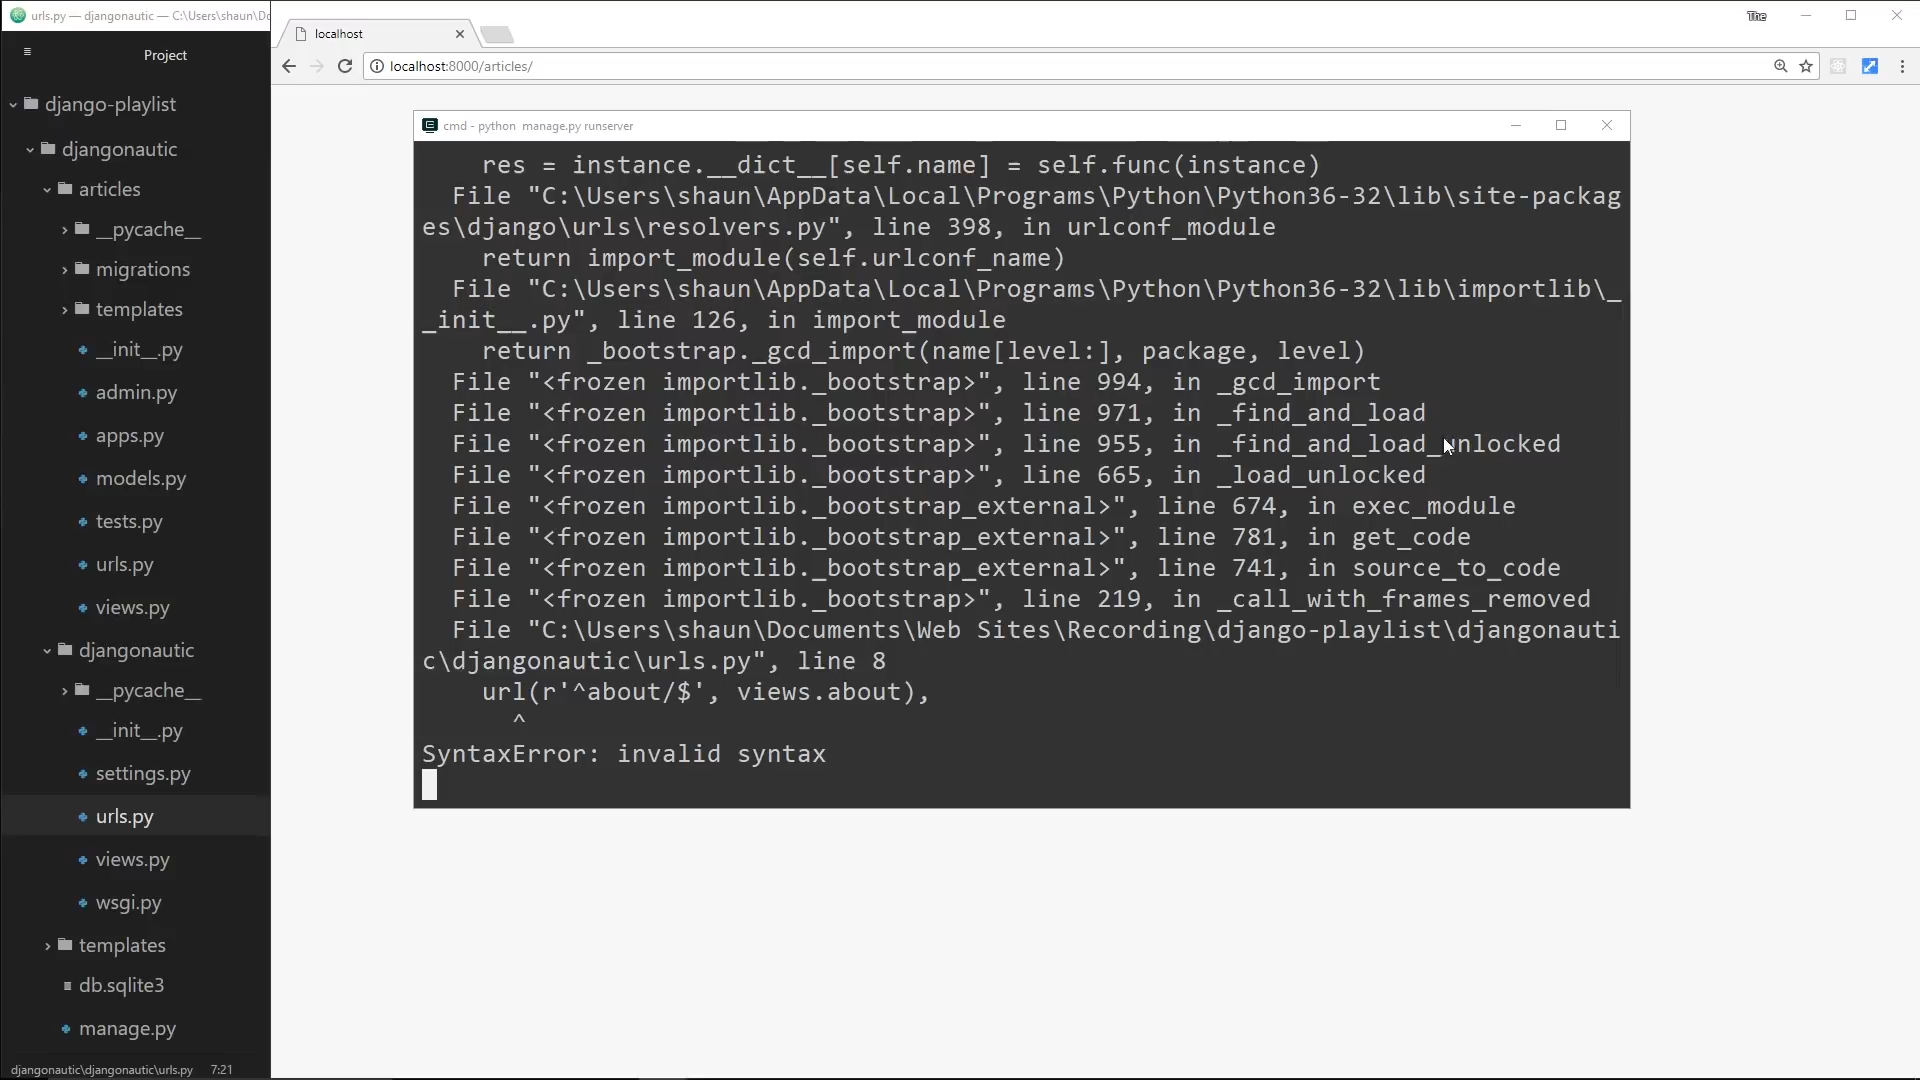 urls.py — djangonautic — C:\Users\shaun\Do
Project
django-playlist
djangonautic
articles
__pycache__
migrations
templates
__init__.py
admin.py
apps.py
models.py
tests.py
urls.py
views.py
djangonautic
__pycache__
__init__.py
settings.py
urls.py
views.py
wsgi.py
templates
db.sqlite3
manage.py
djangonautic\djangonautic\urls.py 7:21
localhost
The
localhost:8000/articles/
cmd - python  manage.py runserver
    res = instance.__dict__[self.name] = self.func(instance)
  File "C:\Users\shaun\AppData\Local\Programs\Python\Python36-32\lib\site-packag
es\django\urls\resolvers.py", line 398, in urlconf_module
    return import_module(self.urlconf_name)
  File "C:\Users\shaun\AppData\Local\Programs\Python\Python36-32\lib\importlib\_
_init__.py", line 126, in import_module
    return _bootstrap._gcd_import(name[level:], package, level)
  File "<frozen importlib._bootstrap>", line 994, in _gcd_import
  File "<frozen importlib._bootstrap>", line 971, in _find_and_load
  File "<frozen importlib._bootstrap>", line 955, in _find_and_load_unlocked
  File "<frozen importlib._bootstrap>", line 665, in _load_unlocked
  File "<frozen importlib._bootstrap_external>", line 674, in exec_module
  File "<frozen importlib._bootstrap_external>", line 781, in get_code
  File "<frozen importlib._bootstrap_external>", line 741, in source_to_code
  File "<frozen importlib._bootstrap>", line 219, in _call_with_frames_removed
  File "C:\Users\shaun\Documents\Web Sites\Recording\django-playlist\djangonauti
c\djangonautic\urls.py", line 8
    url(r'^about/$', views.about),
      ^
SyntaxError: invalid syntax